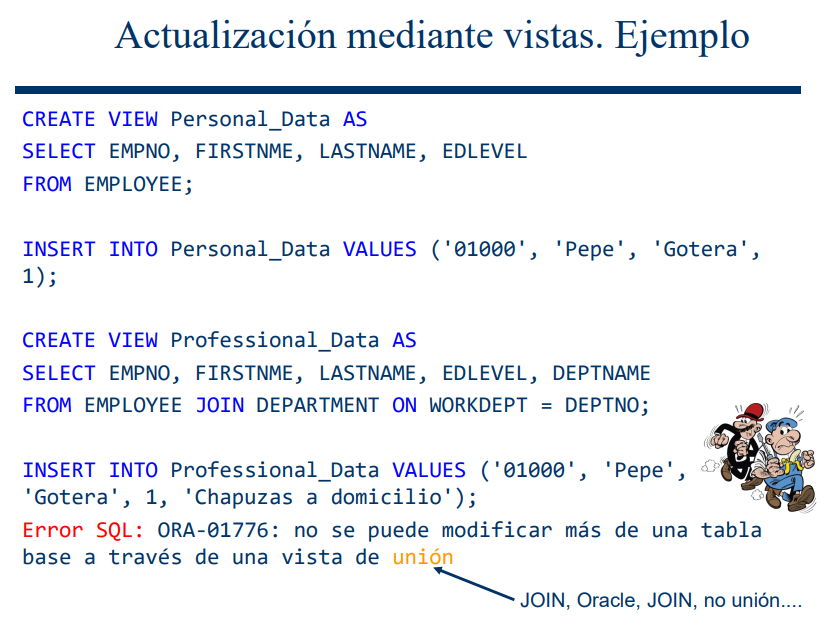 Actualización mediante vistas. Ejemplo
CREATE VIEW Personal_Data AS
SELECT EMPNO, FIRSTNME, LASTNAME, EDLEVEL
FROM EMPLOYEE;
INSERT INTO Personal_Data VALUES ('01000', 'Pepe', 'Gotera',
1);
CREATE VIEW Professional_Data AS
SELECT EMPNO, FIRSTNME, LASTNAME, EDLEVEL, DEPTNAME
FROM EMPLOYEE JOIN DEPARTMENT ON WORKDEPT = DEPTNO;
INSERT INTO Professional_Data VALUES ('01000', 'Pepe',
'Gotera', 1, 'Chapuzas a domicilio');
Error SQL: ORA-01776: no se puede modificar más de una tabla
base a través de una vista de unión
JOIN, Oracle, JOIN, no unión....